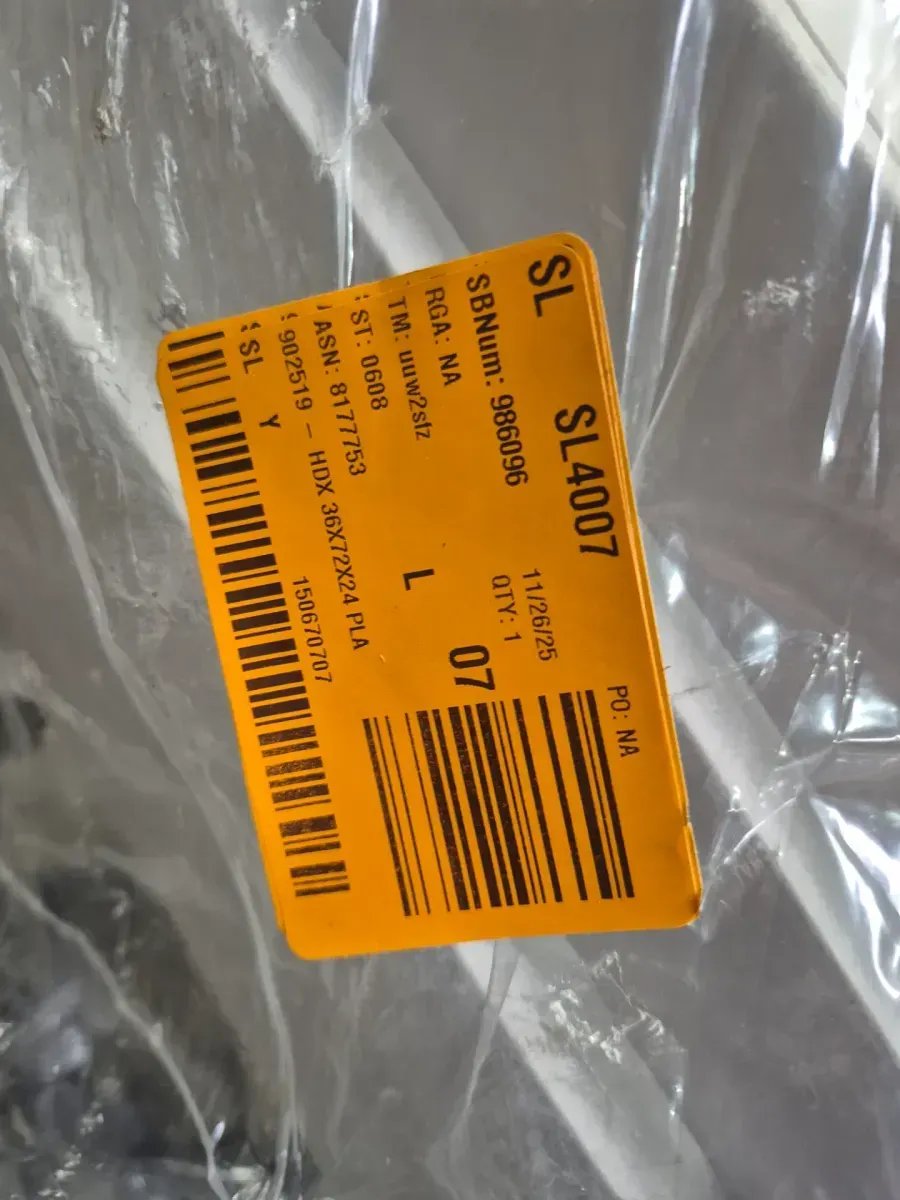 SL SL4007 PO: NA
SBNum: 986096 11/26/25
QTY: 1
RGA: NA 07
TM: uuw2slz L
ST: 0608
ASN: 8177753
902519 - HDX 36X72X24 PLA
SL Y 150670707